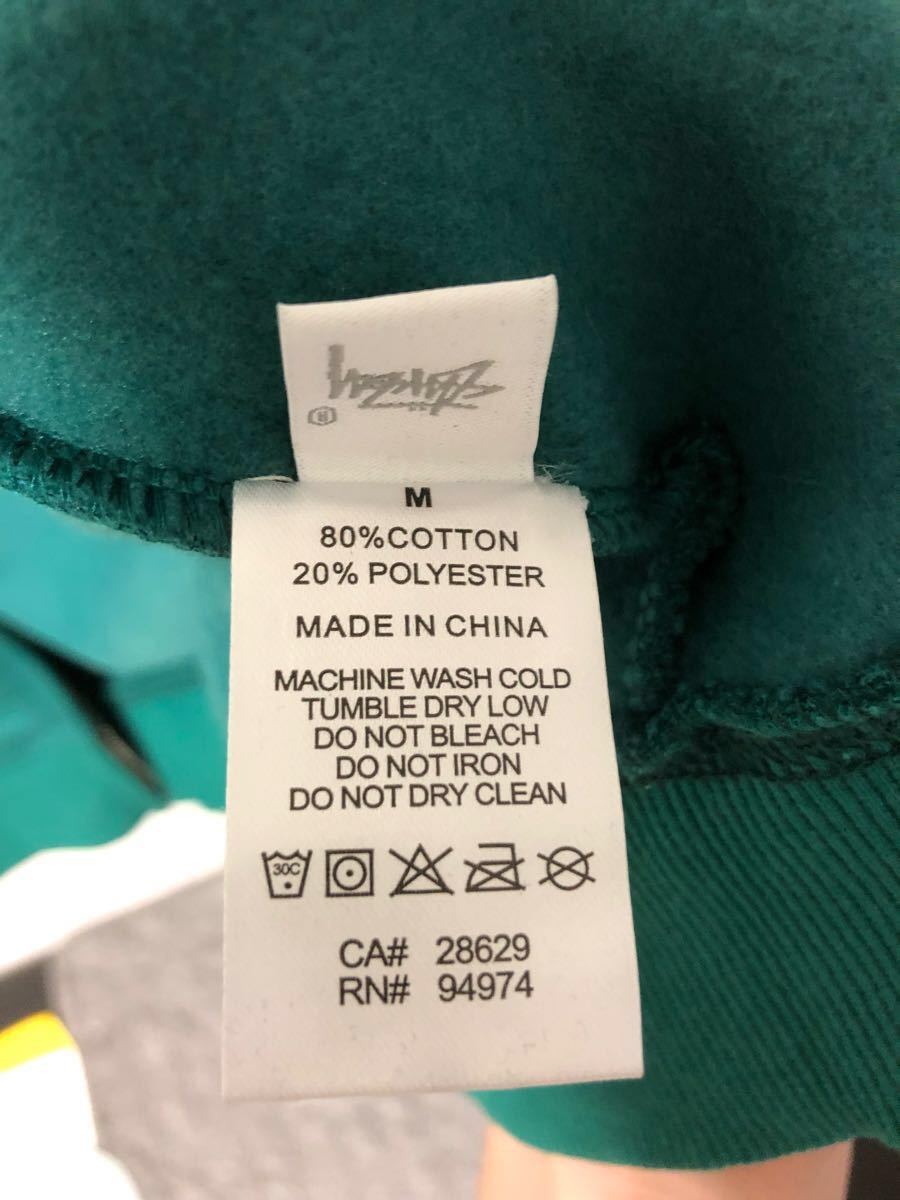 M
80%COTTON
20% POLYESTER
MADE IN CHINA
MACHINE WASH COLD
TUMBLE DRY LOW
DO NOT BLEACH
DO NOT IRON
DO NOT DRY CLEAN
30C
CA# 28629
RN# 94974